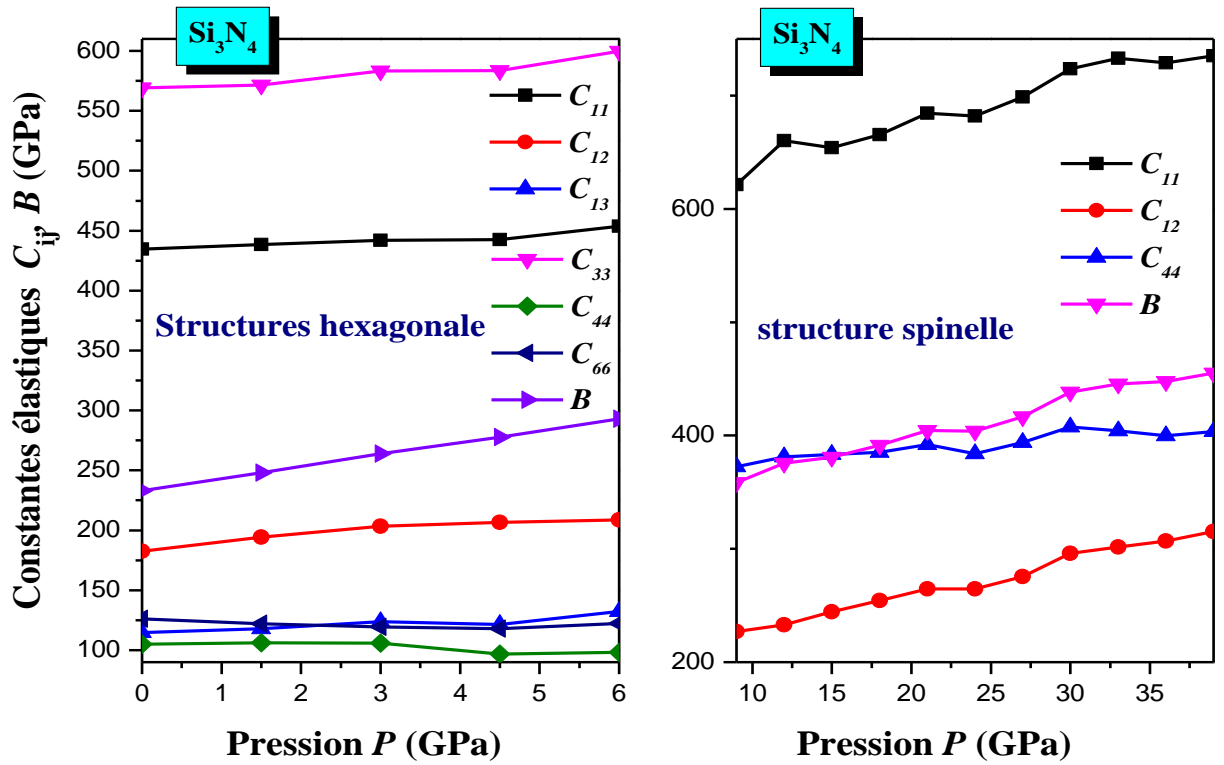 Si₃N₄
600
550
500
450
400
350
300
250
200
150
100
0 1 2 3 4 5 6
Constantes élastiques C_ij, B (GPa)
Pression P (GPa)
C₁₁
C₁₂
C₁₃
C₃₃
C₄₄
C₆₆
B
Structures hexagonale
Si₃N₄
600
400
200
10 15 20 25 30 35
Pression P (GPa)
C₁₁
C₁₂
C₄₄
B
structure spinelle